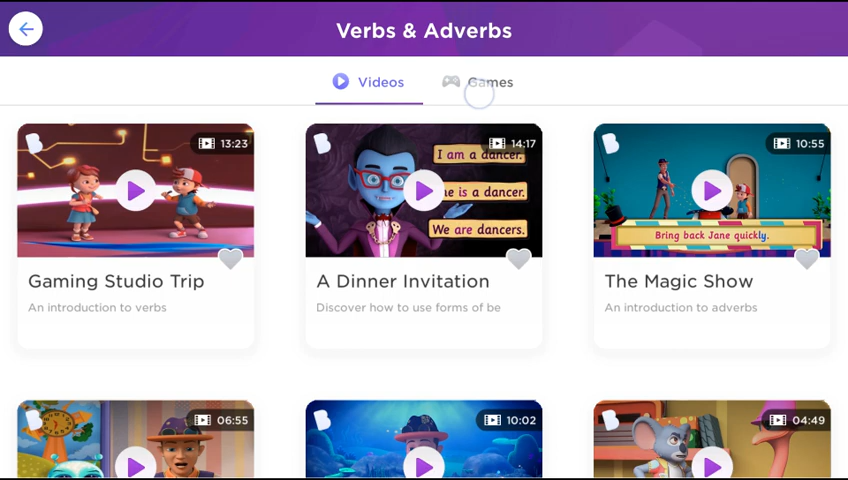 Verbs & Adverbs
Videos
Games
13:23
14:17
10:55
I am a dancer.
he is a dancer.
We are dancers.
Bring back Jane quickly.
Gaming Studio Trip
A Dinner Invitation
The Magic Show
An introduction to verbs
Discover how to use forms of be
An introduction to adverbs
06:55
10:02
04:49